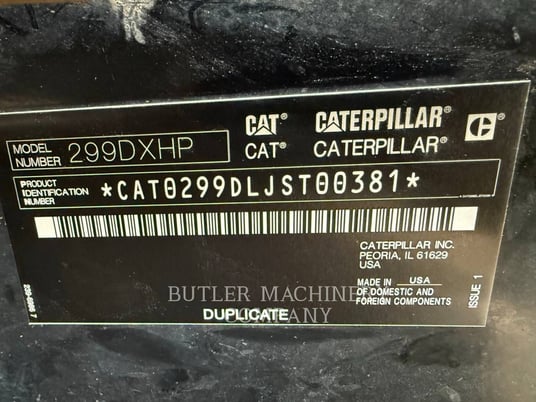 CAT® CATERPILLAR®
MODEL NUMBER 299DXHP CAT® CATERPILLAR®
PRODUCT IDENTIFICATION NUMBER *CAT0299DLJST00381*
CATERPILLAR INC.
PEORIA, IL 61629
USA
MADE IN USA
OF DOMESTIC AND
FOREIGN COMPONENTS
ISSUE 1
DUPLICATE
BUTLER MACHINERY
COMPANY